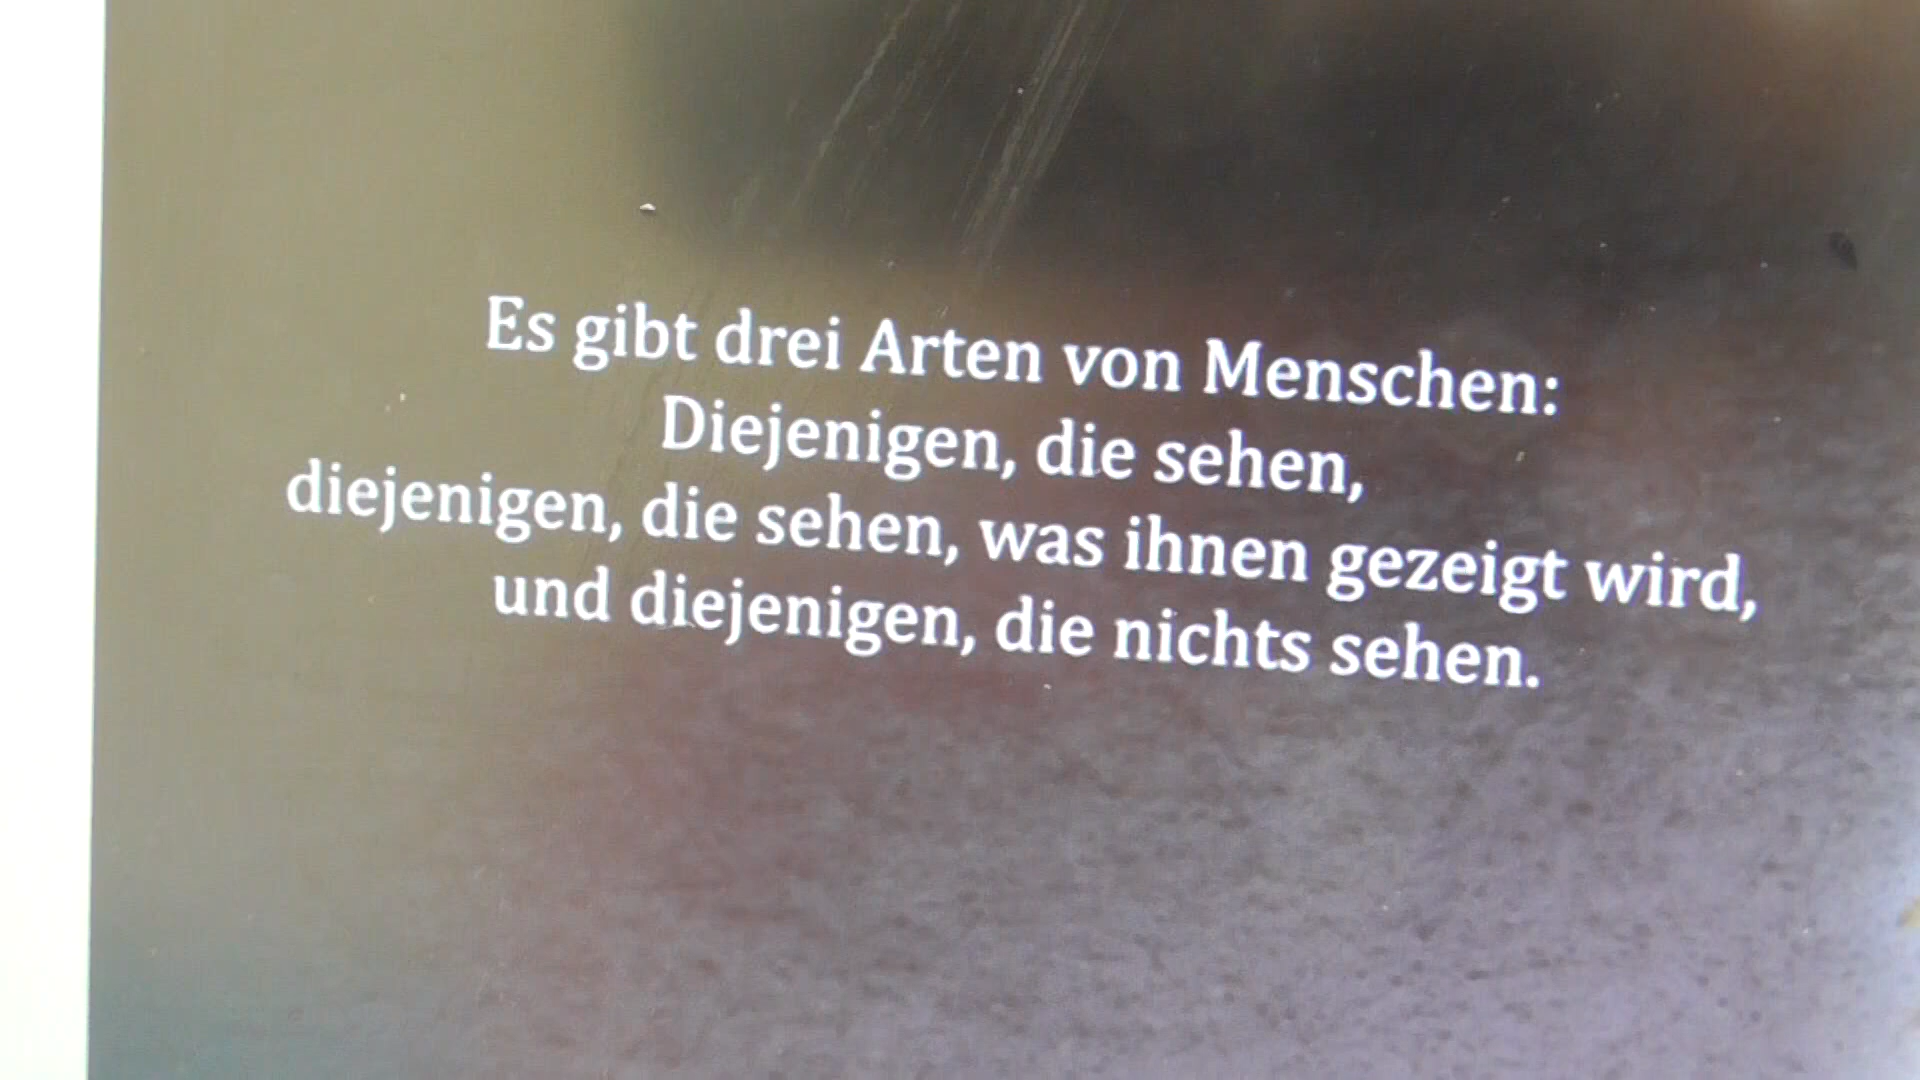 Es gibt drei Arten von Menschen:
Diejenigen, die sehen,
diejenigen, die sehen, was ihnen gezeigt wird,
und diejenigen, die nichts sehen.